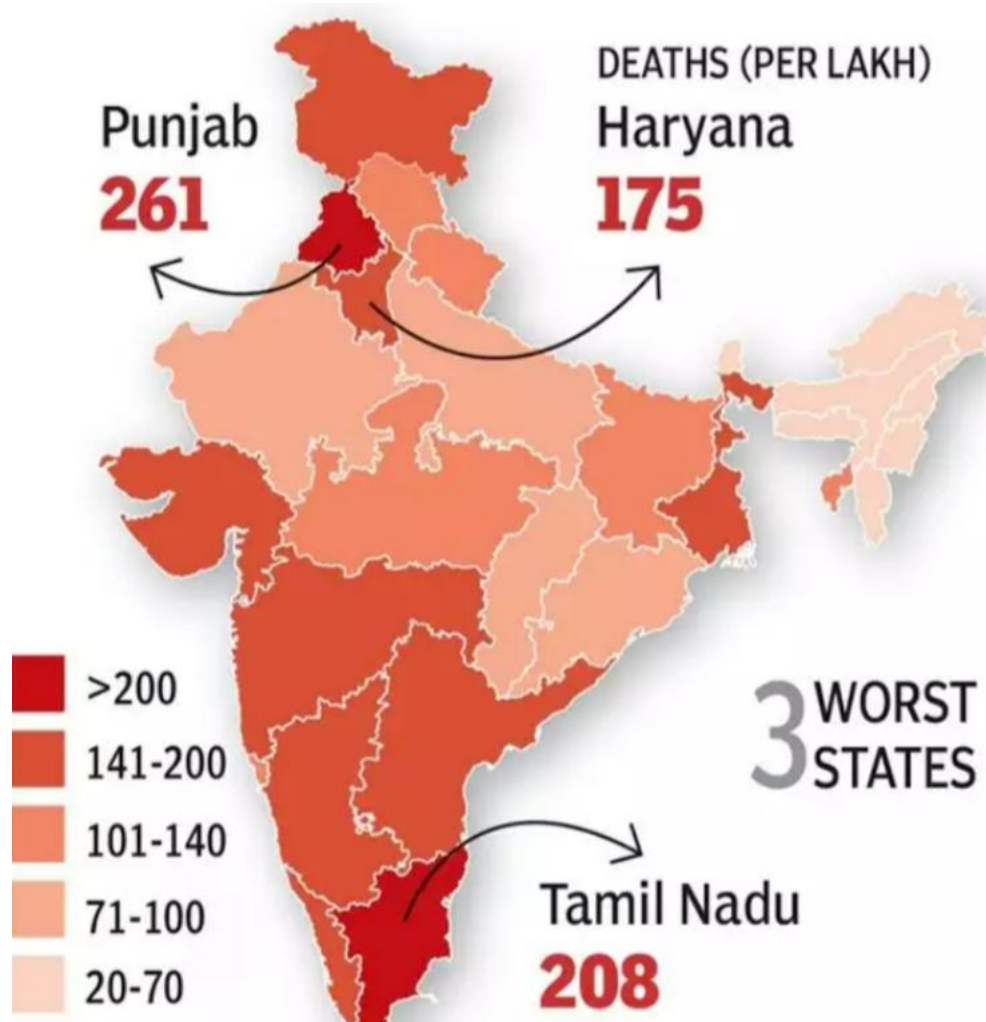 DEATHS (PER LAKH)
Punjab
261
Haryana
175
>200
141-200
101-140
71-100
20-70
3 WORST
STATES
Tamil Nadu
208